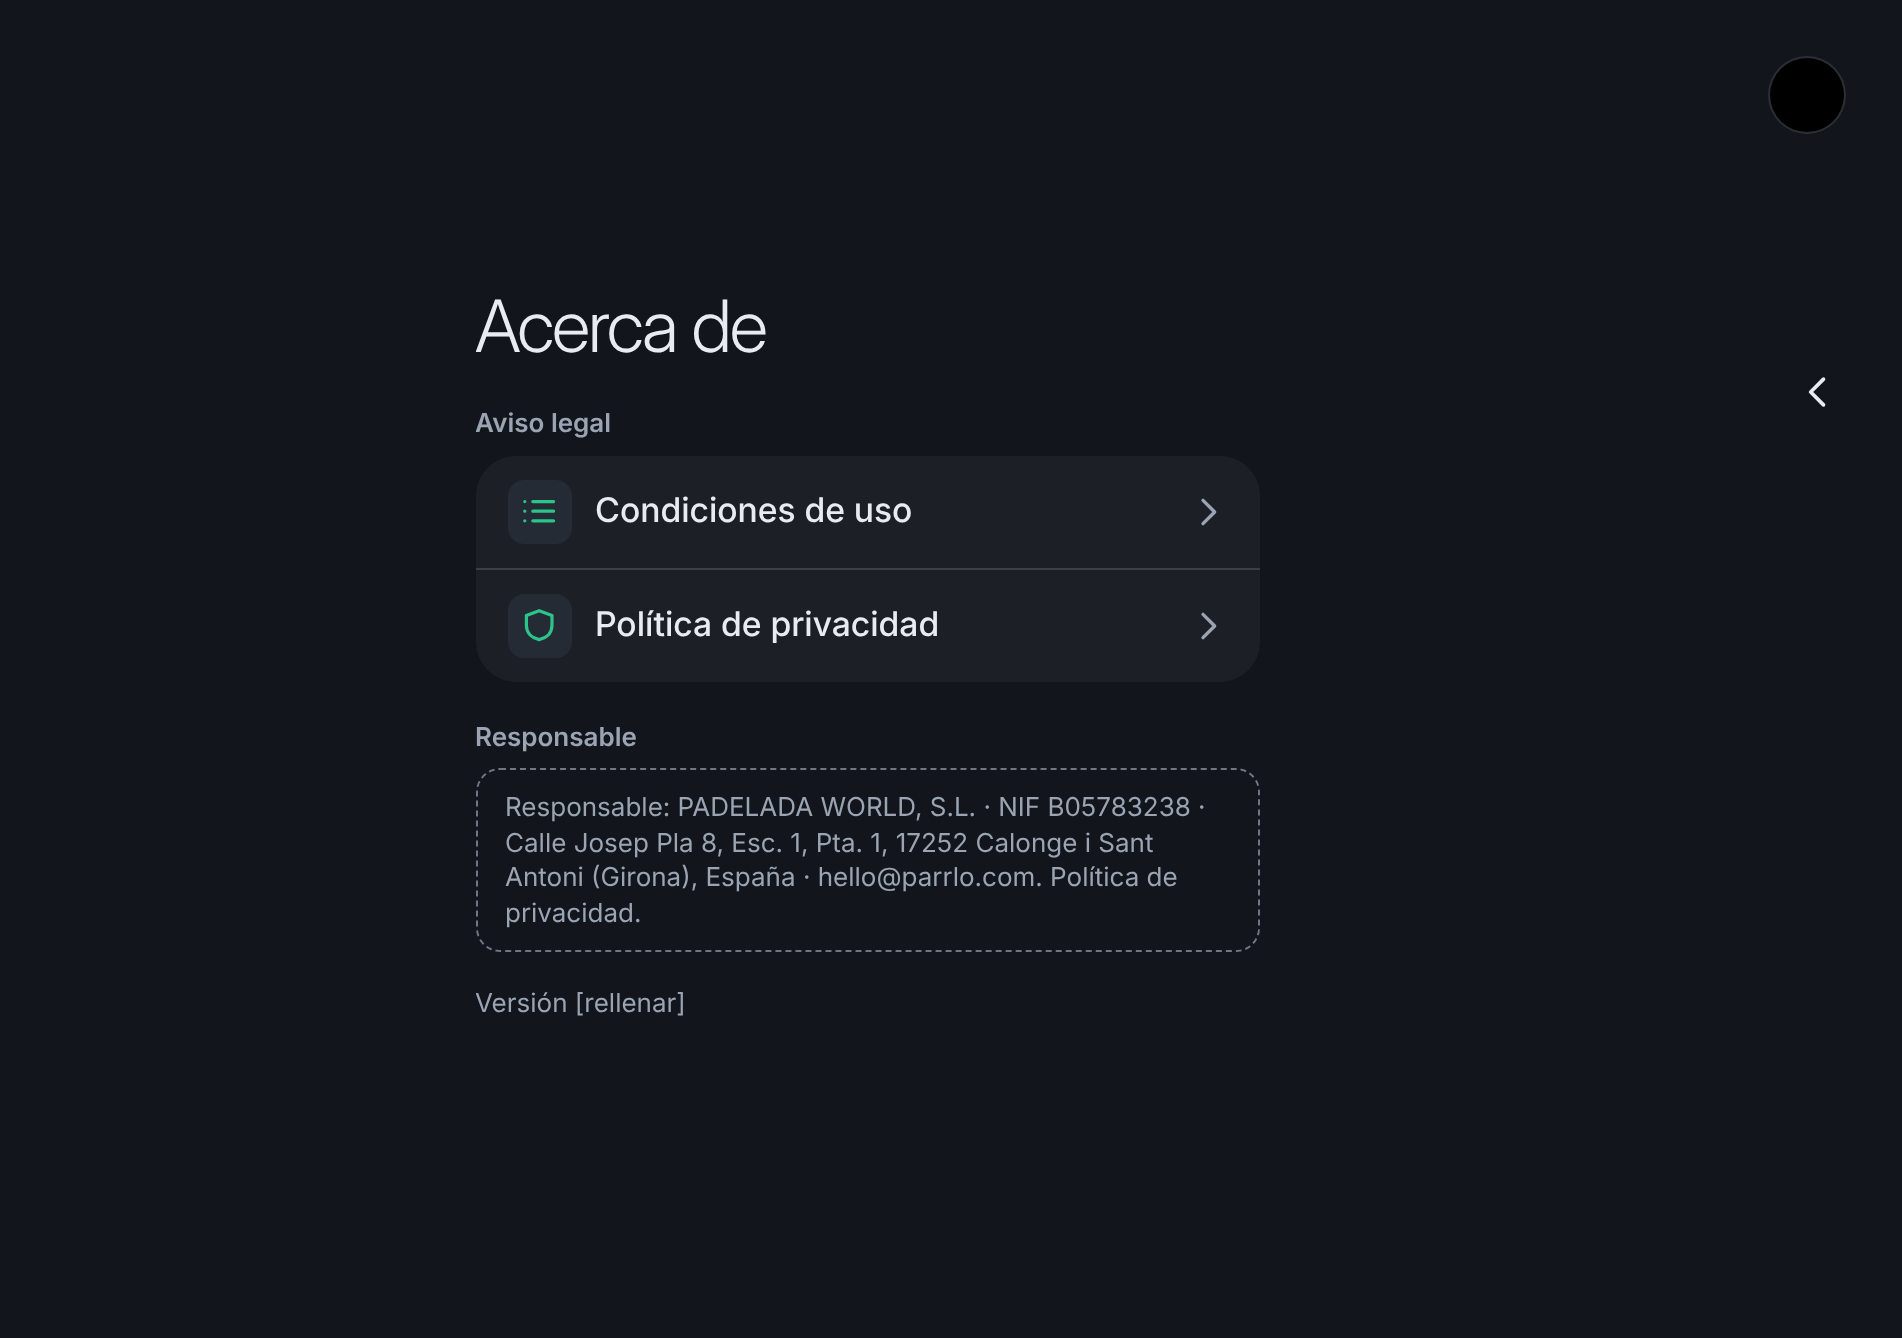 Acerca de
Aviso legal
Condiciones de uso
Política de privacidad
Responsable
Responsable: PADELADA WORLD, S.L. · NIF B05783238 ·
Calle Josep Pla 8, Esc. 1, Pta. 1, 17252 Calonge i Sant
Antoni (Girona), España · hello@parrlo.com. Política de
privacidad.
Versión [rellenar]